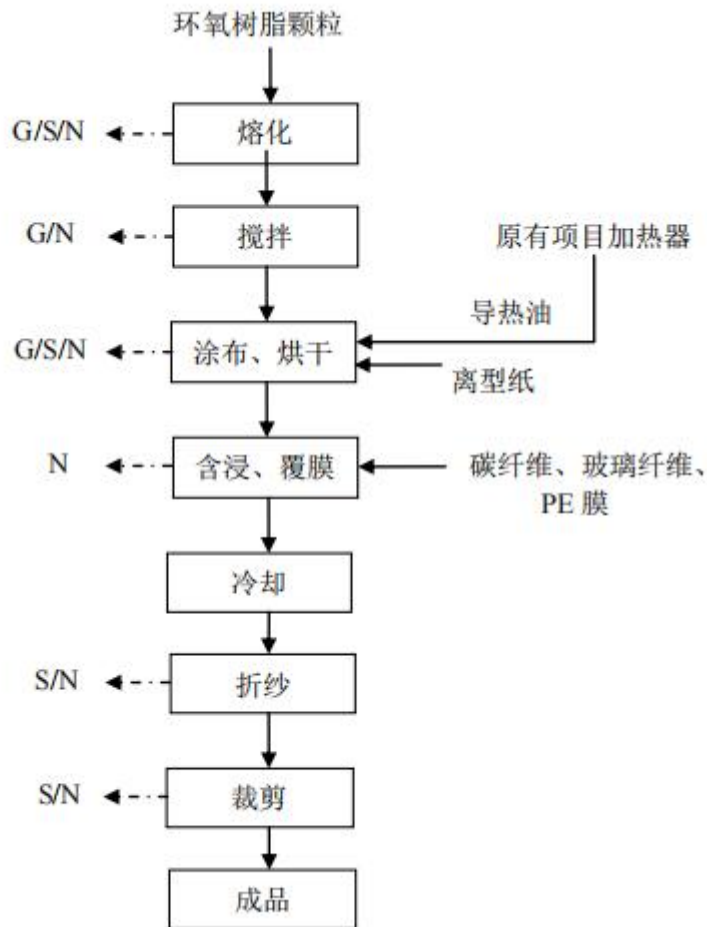 环氧树脂颗粒
G/S/N
熔化
G/N
搅拌
原有项目加热器
导热油
G/S/N
涂布、烘干
离型纸
N
含浸、覆膜
碳纤维、玻璃纤维、
PE 膜
冷却
S/N
折纱
S/N
裁剪
成品